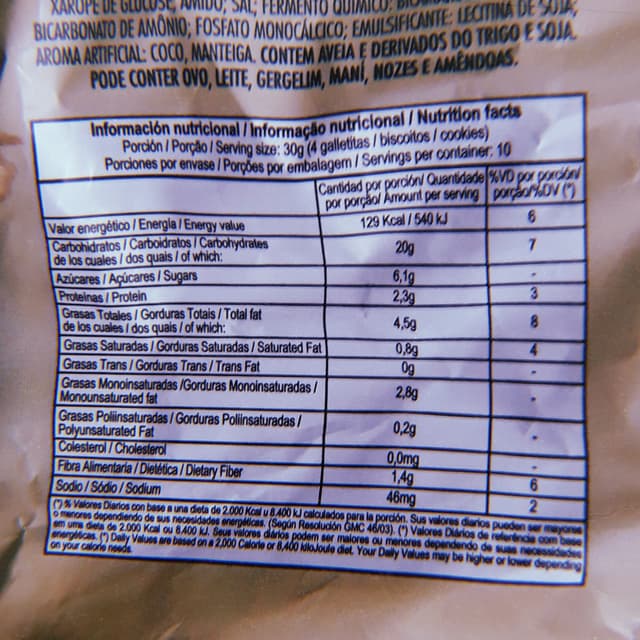 XAROPE DE GLUCOSE, AMIDO; SAL; FERMENTO QUÍMICO:
BICARBONATO DE AMÔNIO; FOSFATO MONOCÁLCICO; EMULSIFICANTE: LECITINA DE SOJA;
AROMA ARTIFICIAL: COCO, MANTEIGA. CONTEM AVEIA E DERIVADOS DO TRIGO E SOJA.
PODE CONTER OVO, LEITE, GERGELIM, MANÍ, NOZES E AMÊNDOAS.
Información nutricional / Informação nutricional / Nutrition facts
Porción / Porção / Serving size: 30g (4 galletitas / biscoitos / cookies)
Porciones por envase / Porções por embalagem / Servings per container: 10
Cantidad por porción/ Quantidade por porção/ Amount per serving %VD por porción/ porção/%DV (*)
Valor energético / Energia / Energy value 129 Kcal / 540 kJ 6
Carbohidratos / Carboidratos / Carbohydrates
de los cuales / dos quais / of which: 20g 7
Azúcares / Açúcares / Sugars 6,1g -
Proteinas / Protein 2,3g 3
Grasas Totales / Gorduras Totais / Total fat
de los cuales / dos quais / of which: 4,5g 8
Grasas Saturadas / Gorduras Saturadas / Saturated Fat 0,8g 4
Grasas Trans / Gorduras Trans / Trans Fat 0g -
Grasas Monoinsaturadas /Gorduras Monoinsaturadas /
Monounsaturated fat 2,8g -
Grasas Poliinsaturadas / Gorduras Poliinsaturadas /
Polyunsaturated Fat 0,2g -
Colesterol / Cholesterol 0,0mg -
Fibra Alimentaria / Dietética / Dietary Fiber 1,4g 6
Sodio / Sódio / Sodium 46mg 2
(*) % Valores Diarios con base a una dieta de 2.000 Kcal u 8.400 kJ calculados para la porción. Sus valores diarios pueden ser mayores
o menores dependiendo de sus necesidades energéticas. (Según Resolución GMC 46/03). (*) Valores Diários de referência com base
em uma dieta de 2.000 Kcal ou 8.400 kJ. Seus valores diários podem ser maiores ou menores dependendo de suas necessidades
energéticas. (*) Daily Values are based on a 2,000 Calorie or 8,400 kiloJoule diet. Your Daily Values may be higher or lower depending
on your calorie needs.